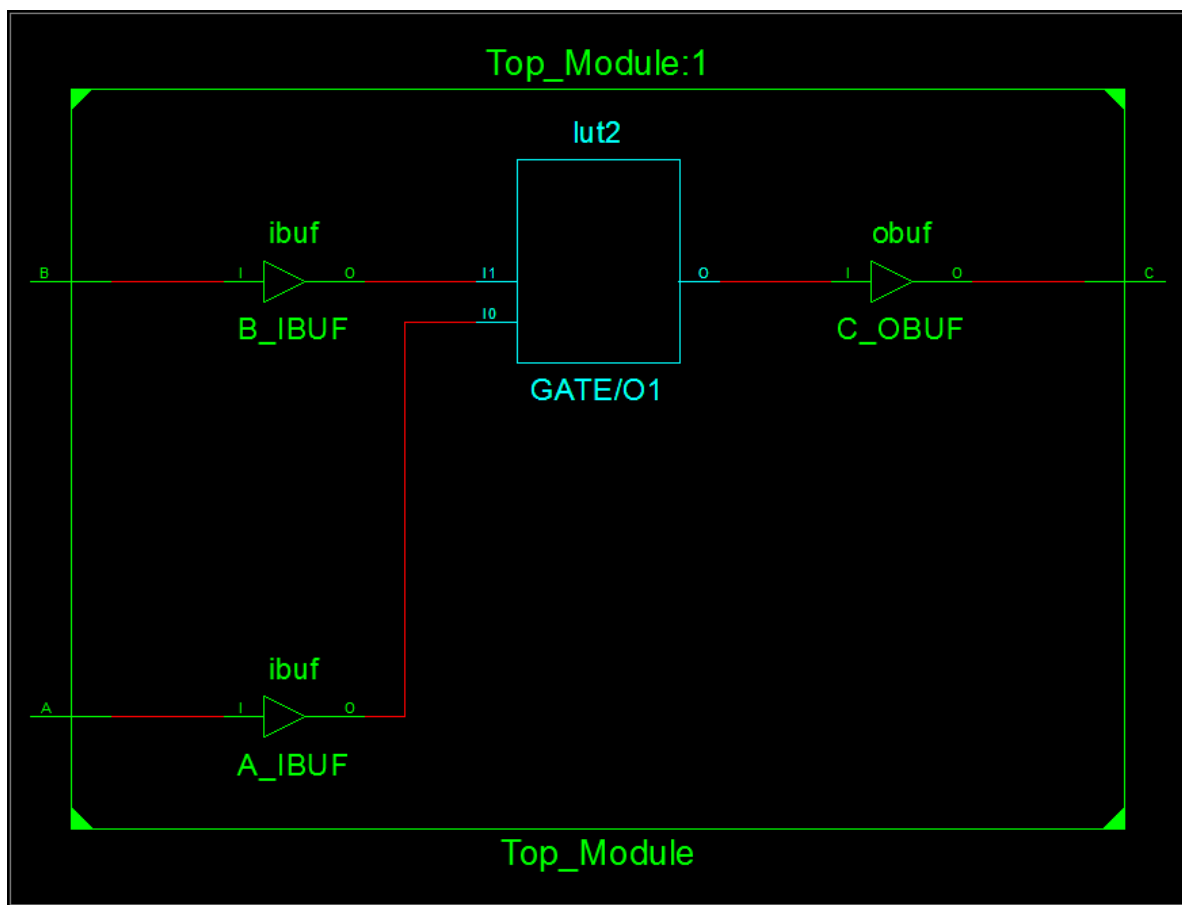 Top_Module:1
lut2
ibuf
obuf
B I O I1 O I O C
I0
B_IBUF
C_OBUF
GATE/O1
ibuf
A I O
A_IBUF
Top_Module